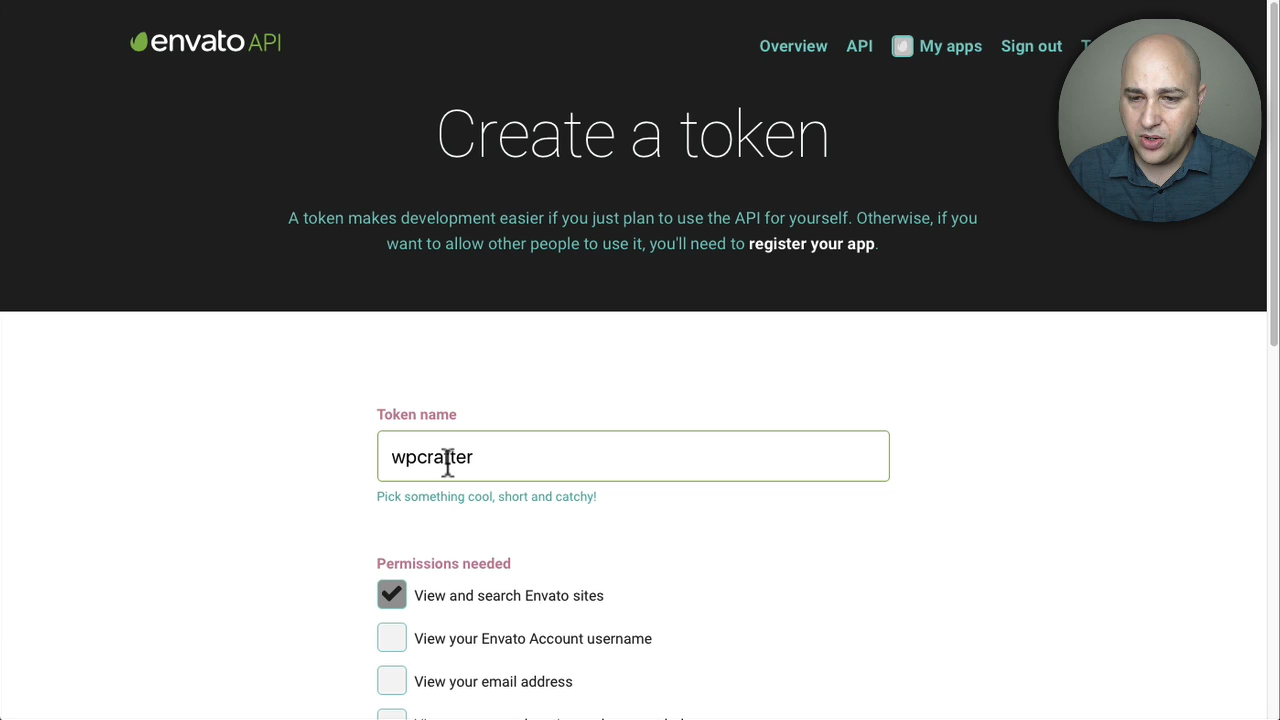 envato API
Overview API My apps Sign out
Create a token
A token makes development easier if you just plan to use the API for yourself. Otherwise, if you
want to allow other people to use it, you'll need to register your app.
Token name
wpcrafter
Pick something cool, short and catchy!
Permissions needed
View and search Envato sites
View your Envato Account username
View your email address